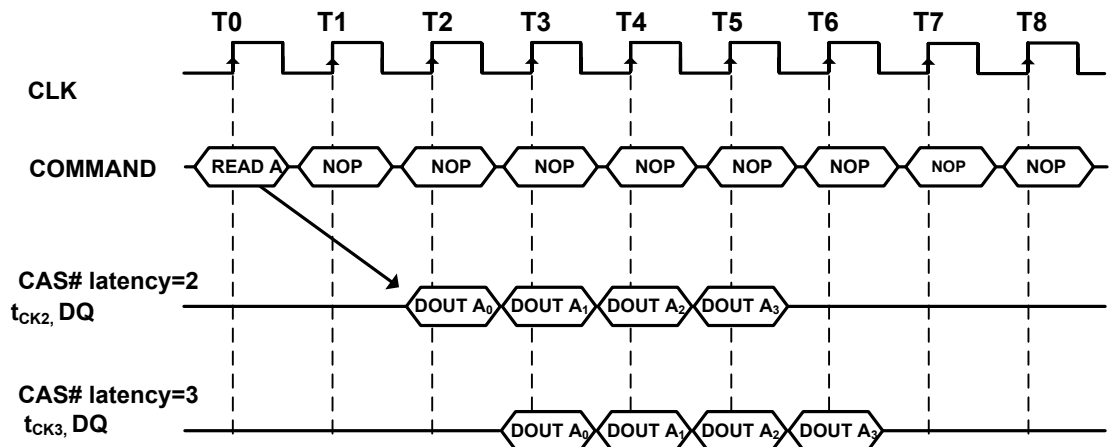 T0 T1 T2 T3 T4 T5 T6 T7 T8
CLK
COMMAND READ A NOP NOP NOP NOP NOP NOP NOP NOP
CAS# latency=2
tCK2, DQ DOUT A0 DOUT A1 DOUT A2 DOUT A3
CAS# latency=3
tCK3, DQ DOUT A0 DOUT A1 DOUT A2 DOUT A3